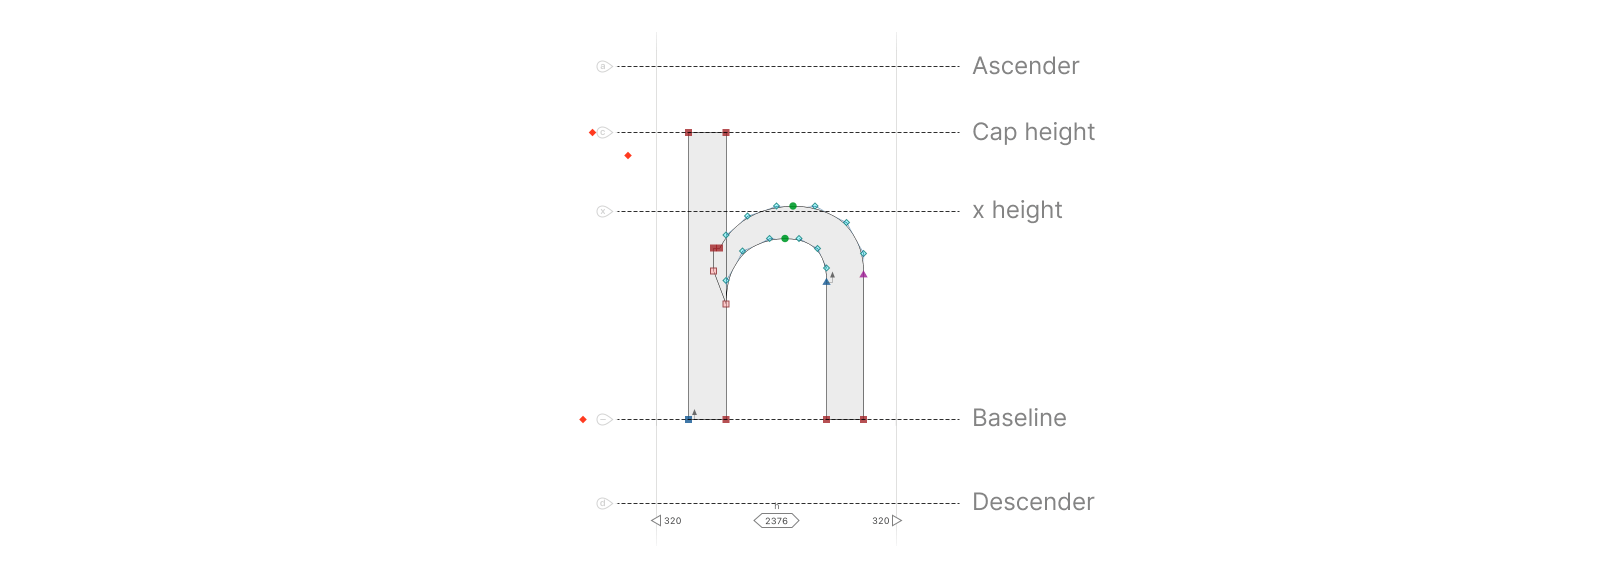 a Ascender
c Cap height
x x height
Baseline
d Descender
h
320 2376 320